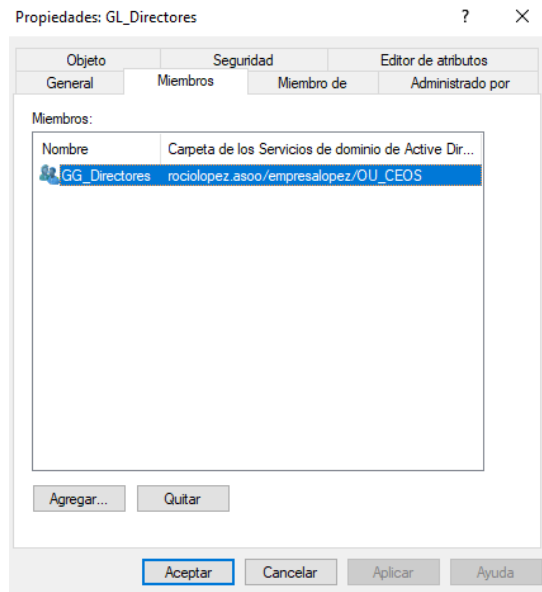 Propiedades: GL_Directores ? ×
Objeto Seguridad Editor de atributos
General Miembros Miembro de Administrado por
Miembros:
Nombre Carpeta de los Servicios de dominio de Active Dir...
GG_Directores rociolopez.asoo/empresalopez/OU_CEOS
Agregar... Quitar
Aceptar Cancelar Aplicar Ayuda